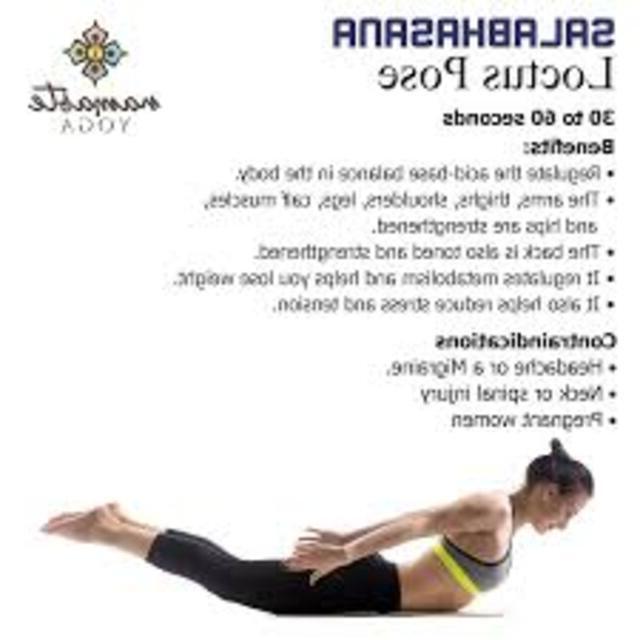 SALABHASANA
Loctus Pose
namaste
YOGA
30 to 60 seconds
Benefits:
• Regulate the acid-base balance in the body.
• The arms, thighs, shoulders, legs, calf muscles,
and hips are strengthened.
• The back is also toned and strengthened.
• It regulates metabolism and helps you lose weight.
• It also helps reduce stress and tension.
Contraindications
• Headache or a Migraine.
• Neck or spinal injury
• Pregnant women